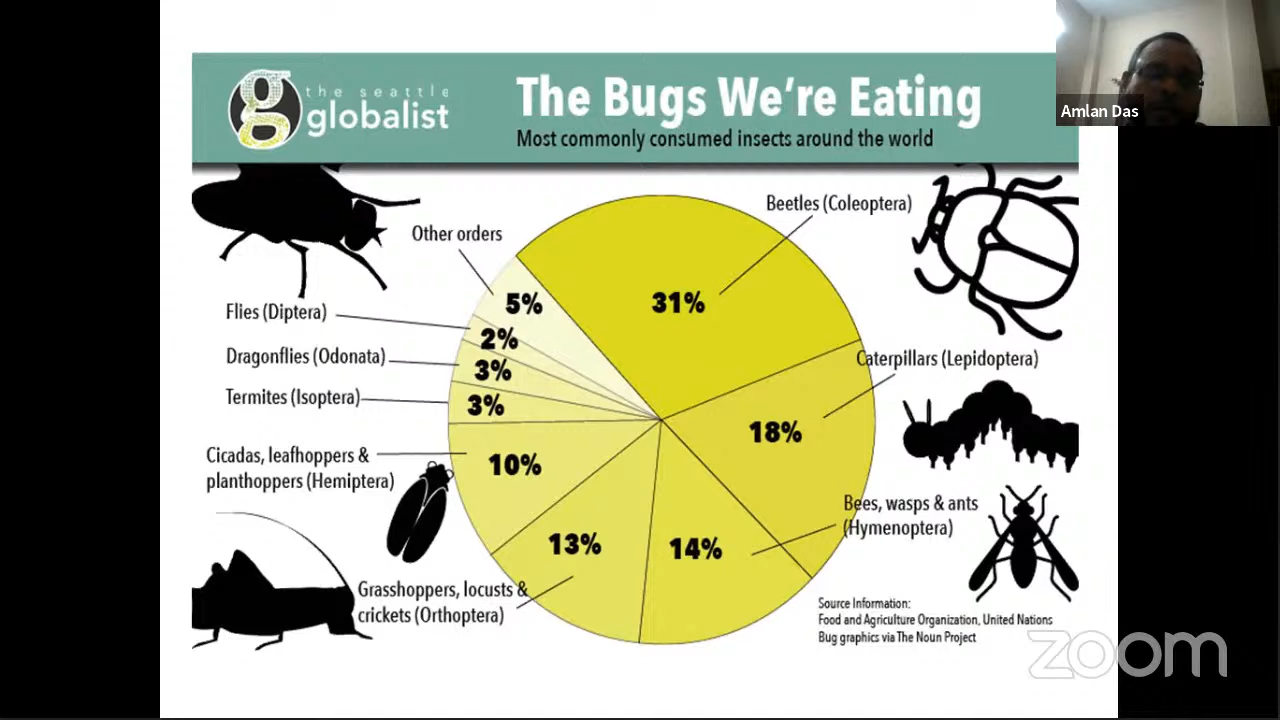 the seattle
globalist
The Bugs We're Eating
Most commonly consumed insects around the world
Amlan Das
Beetles (Coleoptera)
31%
Other orders
5%
Flies (Diptera)
2%
Dragonflies (Odonata)
3%
Termites (Isoptera)
3%
Caterpillars (Lepidoptera)
18%
Cicadas, leafhoppers &
planthoppers (Hemiptera)
10%
Bees, wasps & ants
(Hymenoptera)
14%
Grasshoppers, locusts &
crickets (Orthoptera)
13%
Source Information:
Food and Agriculture Organization, United Nations
Bug graphics via The Noun Project
zoom